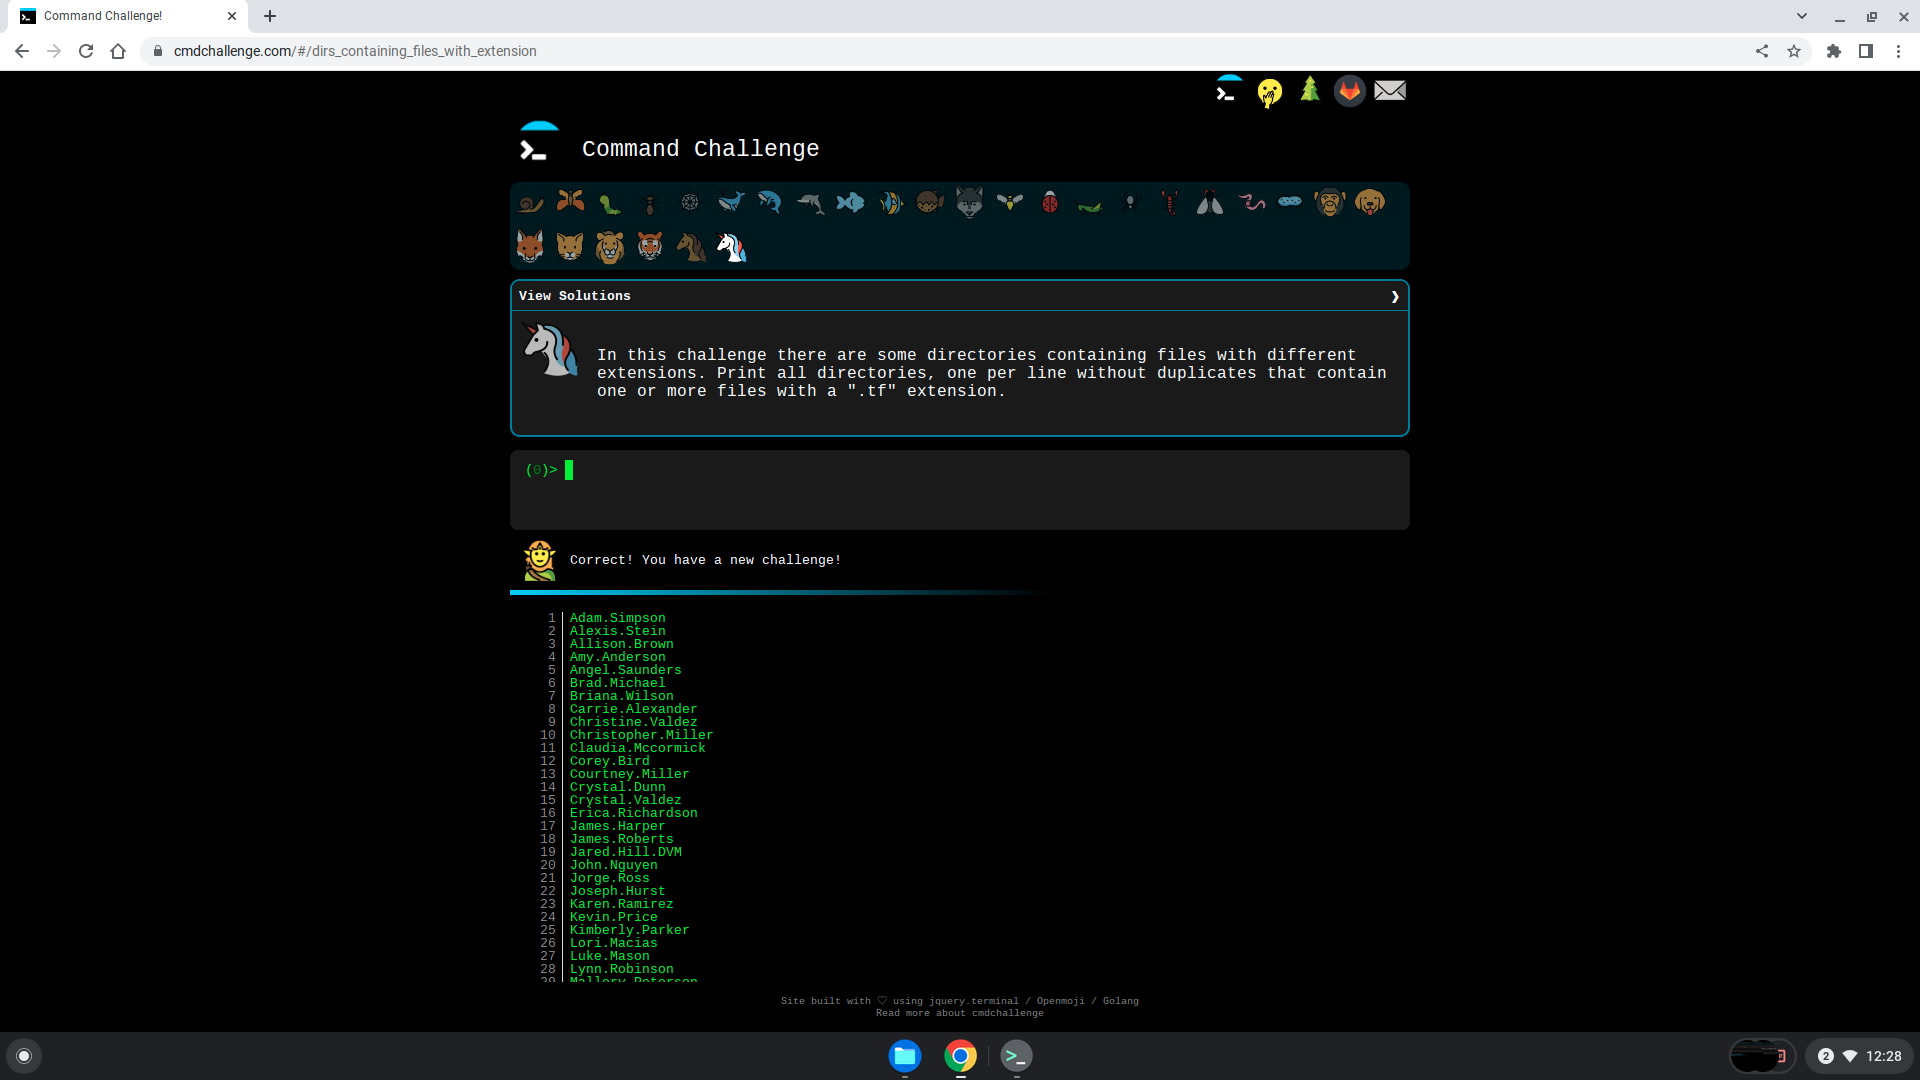 Command Challenge!
cmdchallenge.com/#/dirs_containing_files_with_extension
Command Challenge
View Solutions
In this challenge there are some directories containing files with different
extensions. Print all directories, one per line without duplicates that contain
one or more files with a ".tf" extension.
(0)>
Correct! You have a new challenge!
1 Adam.Simpson
2 Alexis.Stein
3 Allison.Brown
4 Amy.Anderson
5 Angel.Saunders
6 Brad.Michael
7 Briana.Wilson
8 Carrie.Alexander
9 Christine.Valdez
10 Christopher.Miller
11 Claudia.Mccormick
12 Corey.Bird
13 Courtney.Miller
14 Crystal.Dunn
15 Crystal.Valdez
16 Erica.Richardson
17 James.Harper
18 James.Roberts
19 Jared.Hill.DVM
20 John.Nguyen
21 Jorge.Ross
22 Joseph.Hurst
23 Karen.Ramirez
24 Kevin.Price
25 Kimberly.Parker
26 Lori.Macias
27 Luke.Mason
28 Lynn.Robinson
29 Mallory.Peterson
Site built with ♡ using jquery.terminal / Openmoji / Golang
Read more about cmdchallenge
2 12:28